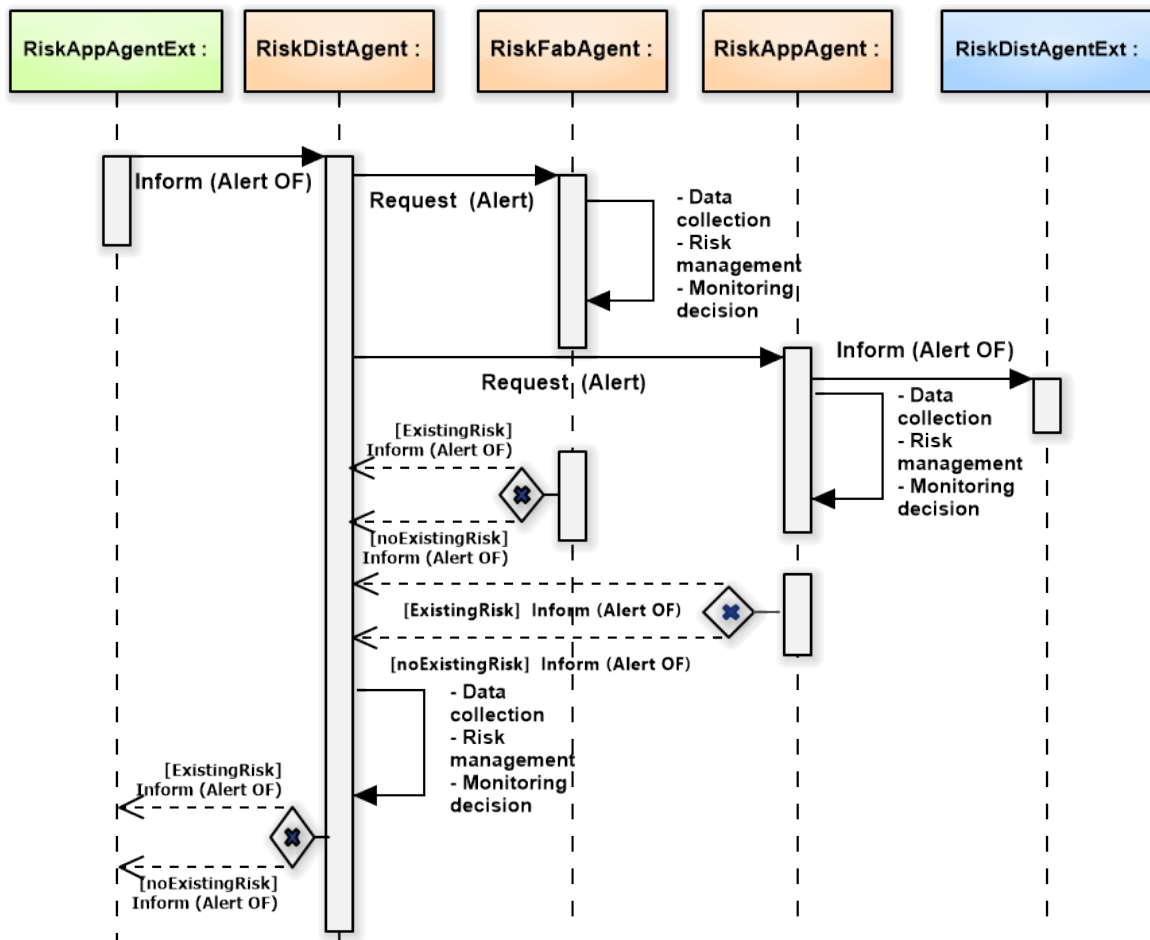 RiskAppAgentExt :
RiskDistAgent :
RiskFabAgent :
RiskAppAgent :
RiskDistAgentExt :
Inform (Alert OF)
Request  (Alert)
- Data
collection
- Risk
management
- Monitoring
decision
Inform (Alert OF)
Request  (Alert)
- Data
collection
- Risk
management
- Monitoring
decision
[ExistingRisk]
Inform (Alert OF)
[noExistingRisk]
Inform (Alert OF)
[ExistingRisk]  Inform (Alert OF)
[noExistingRisk]  Inform (Alert OF)
- Data
collection
- Risk
management
- Monitoring
decision
[ExistingRisk]
Inform (Alert OF)
[noExistingRisk]
Inform (Alert OF)